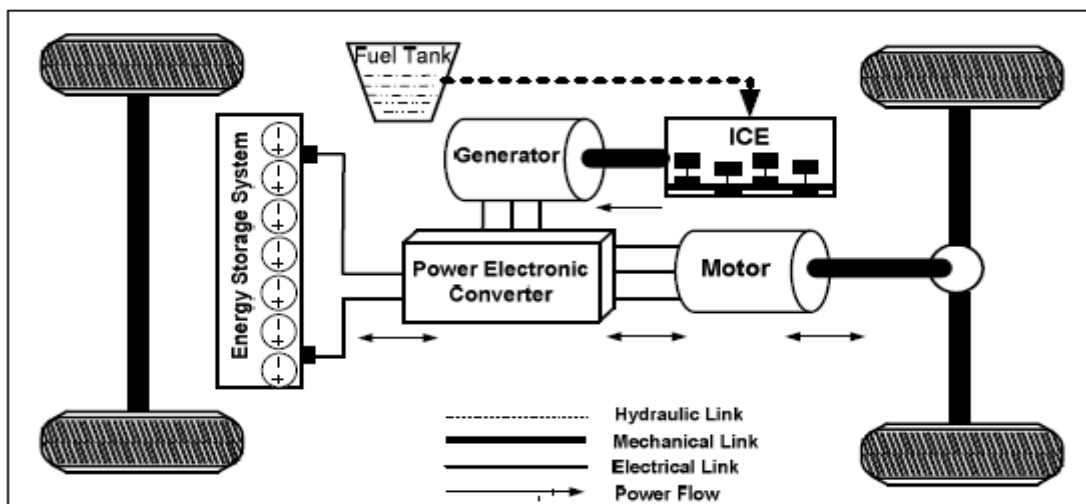 Fuel Tank
ICE
Generator
Energy Storage System
Power Electronic
Converter
Motor
Hydraulic Link
Mechanical Link
Electrical Link
Power Flow